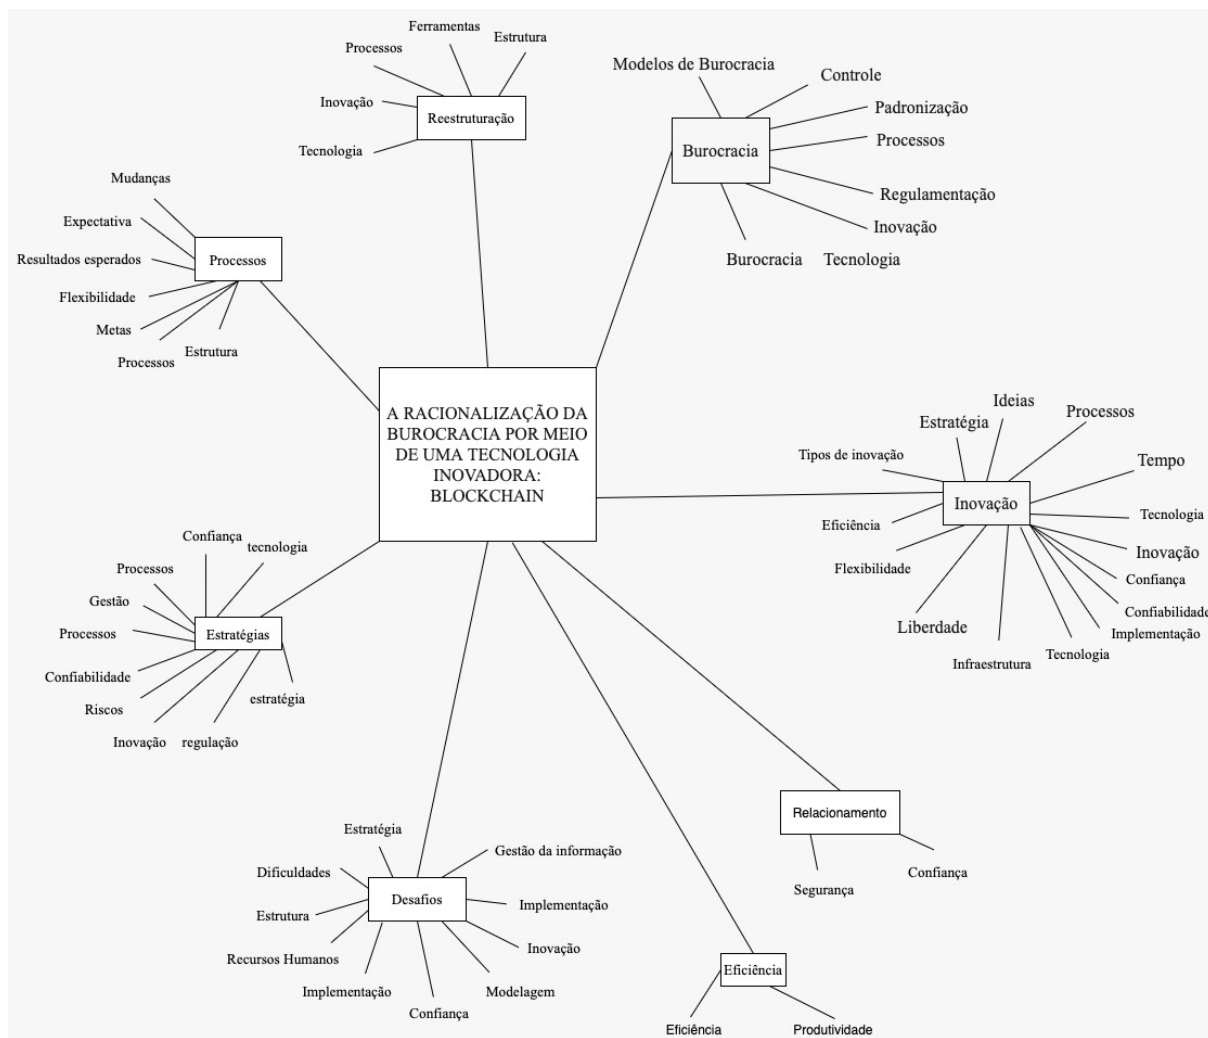 Ferramentas
Processos
Estrutura
Inovação
Reestruturação
Tecnologia
Modelos de Burocracia
Controle
Padronização
Burocracia
Processos
Regulamentação
Inovação
Burocracia
Tecnologia
Mudanças
Expectativa
Resultados esperados
Processos
Flexibilidade
Metas
Processos
Estrutura
A RACIONALIZAÇÃO DA
BUROCRACIA POR MEIO
DE UMA TECNOLOGIA
INOVADORA:
BLOCKCHAIN
Ideias
Estratégia
Processos
Tipos de inovação
Tempo
Inovação
Eficiência
Tecnologia
Flexibilidade
Inovação
Confiança
Confiabilidade
Liberdade
Implementação
Infraestrutura
Tecnologia
Confiança
tecnologia
Processos
Gestão
Processos
Estratégias
Confiabilidade
Riscos
estratégia
Inovação
regulação
Relacionamento
Segurança
Confiança
Estratégia
Gestão da informação
Dificuldades
Desafios
Implementação
Estrutura
Inovação
Recursos Humanos
Implementação
Modelagem
Confiança
Eficiência
Eficiência
Produtividade